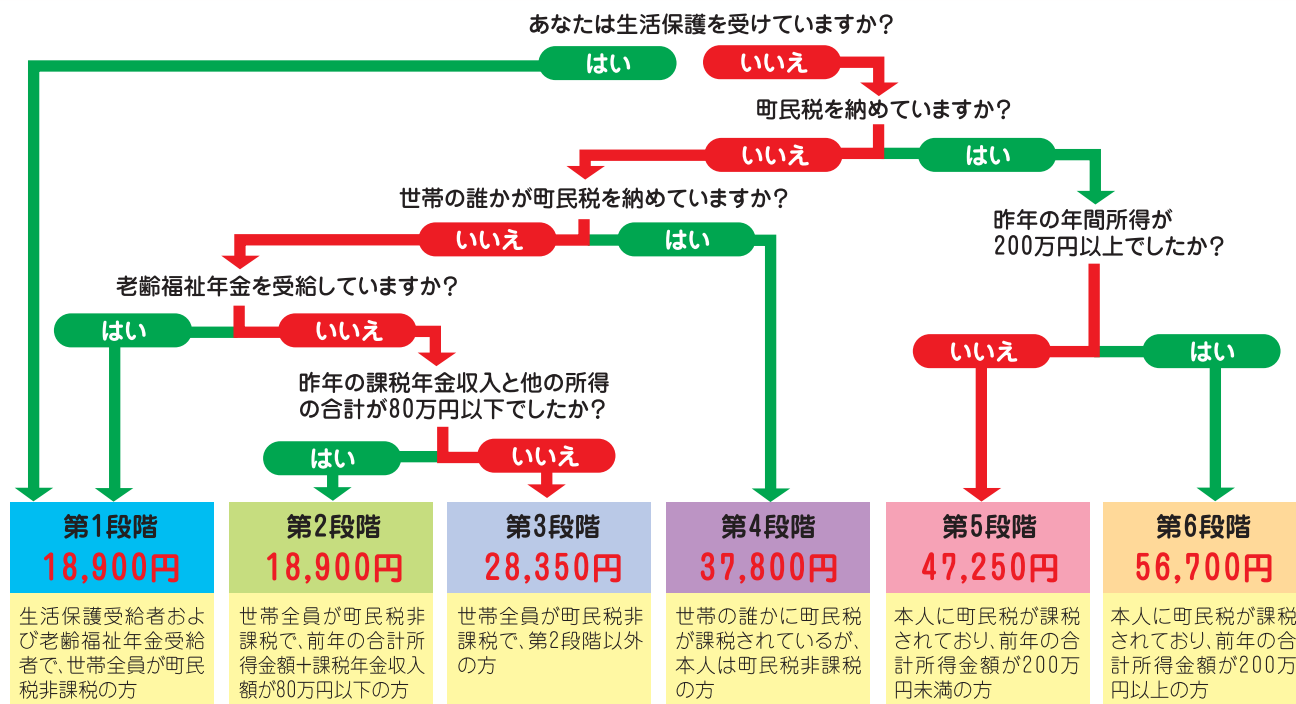 あなたは生活保護を受けていますか？
はい
いいえ
町民税を納めていますか？
いいえ
はい
世帯の誰かが町民税を納めていますか？
いいえ
はい
昨年の年間所得が
200万円以上でしたか？
老齢福祉年金を受給していますか？
はい
いいえ
いいえ
はい
昨年の課税年金収入と他の所得
の合計が80万円以下でしたか？
はい
いいえ
第1段階
18,900円
生活保護受給者およ
び老齢福祉年金受給
者で、世帯全員が町民
税非課税の方
第2段階
18,900円
世帯全員が町民税非
課税で、前年の合計所
得金額＋課税年金収入
額が80万円以下の方
第3段階
28,350円
世帯全員が町民税非
課税で、第2段階以外
の方
第4段階
37,800円
世帯の誰かに町民税
が課税されているが、
本人は町民税非課税
の方
第5段階
47,250円
本人に町民税が課税
されており、前年の合
計所得金額が200万
円未満の方
第6段階
56,700円
本人に町民税が課税
されており、前年の合
計所得金額が200万
円以上の方